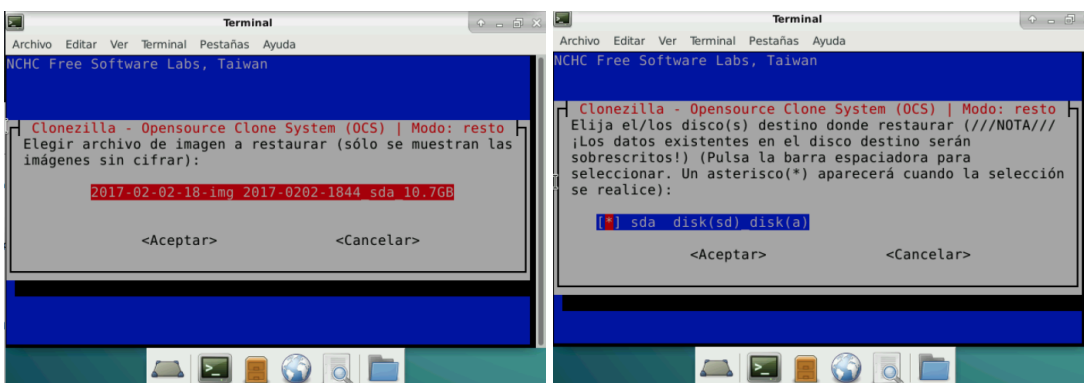 Terminal
Archivo Editar Ver Terminal Pestañas Ayuda
NCHC Free Software Labs, Taiwan
Clonezilla - Opensource Clone System (OCS) | Modo: resto
Elegir archivo de imagen a restaurar (sólo se muestran las
imágenes sin cifrar):
2017-02-02-18-img 2017-0202-1844_sda_10.7GB
<Aceptar> <Cancelar>
Terminal
Archivo Editar Ver Terminal Pestañas Ayuda
NCHC Free Software Labs, Taiwan
Clonezilla - Opensource Clone System (OCS) | Modo: resto
Elija el/los disco(s) destino donde restaurar (///NOTA///
¡Los datos existentes en el disco destino serán
sobrescritos!) (Pulsa la barra espaciadora para
seleccionar. Un asterisco(*) aparecerá cuando la selección
se realice):
[*] sda disk(sd)_disk(a)
<Aceptar> <Cancelar>